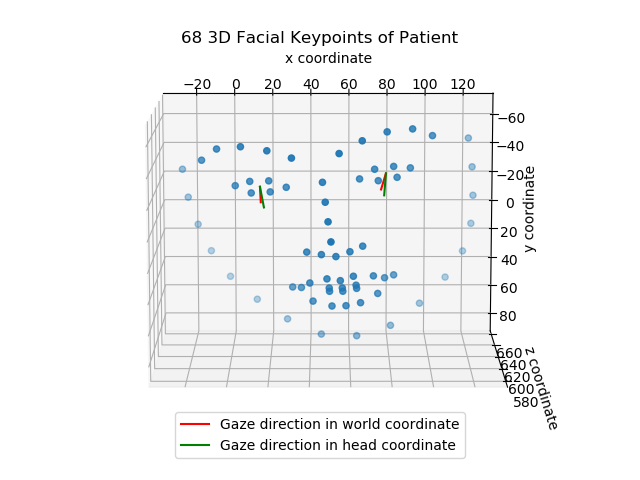 68 3D Facial Keypoints of Patient
x coordinate
−20 0 20 40 60 80 100 120
−60
−40
−20
0
20
40
60
80
y coordinate
660
640
620
600
580
z coordinate
Gaze direction in world coordinate
Gaze direction in head coordinate